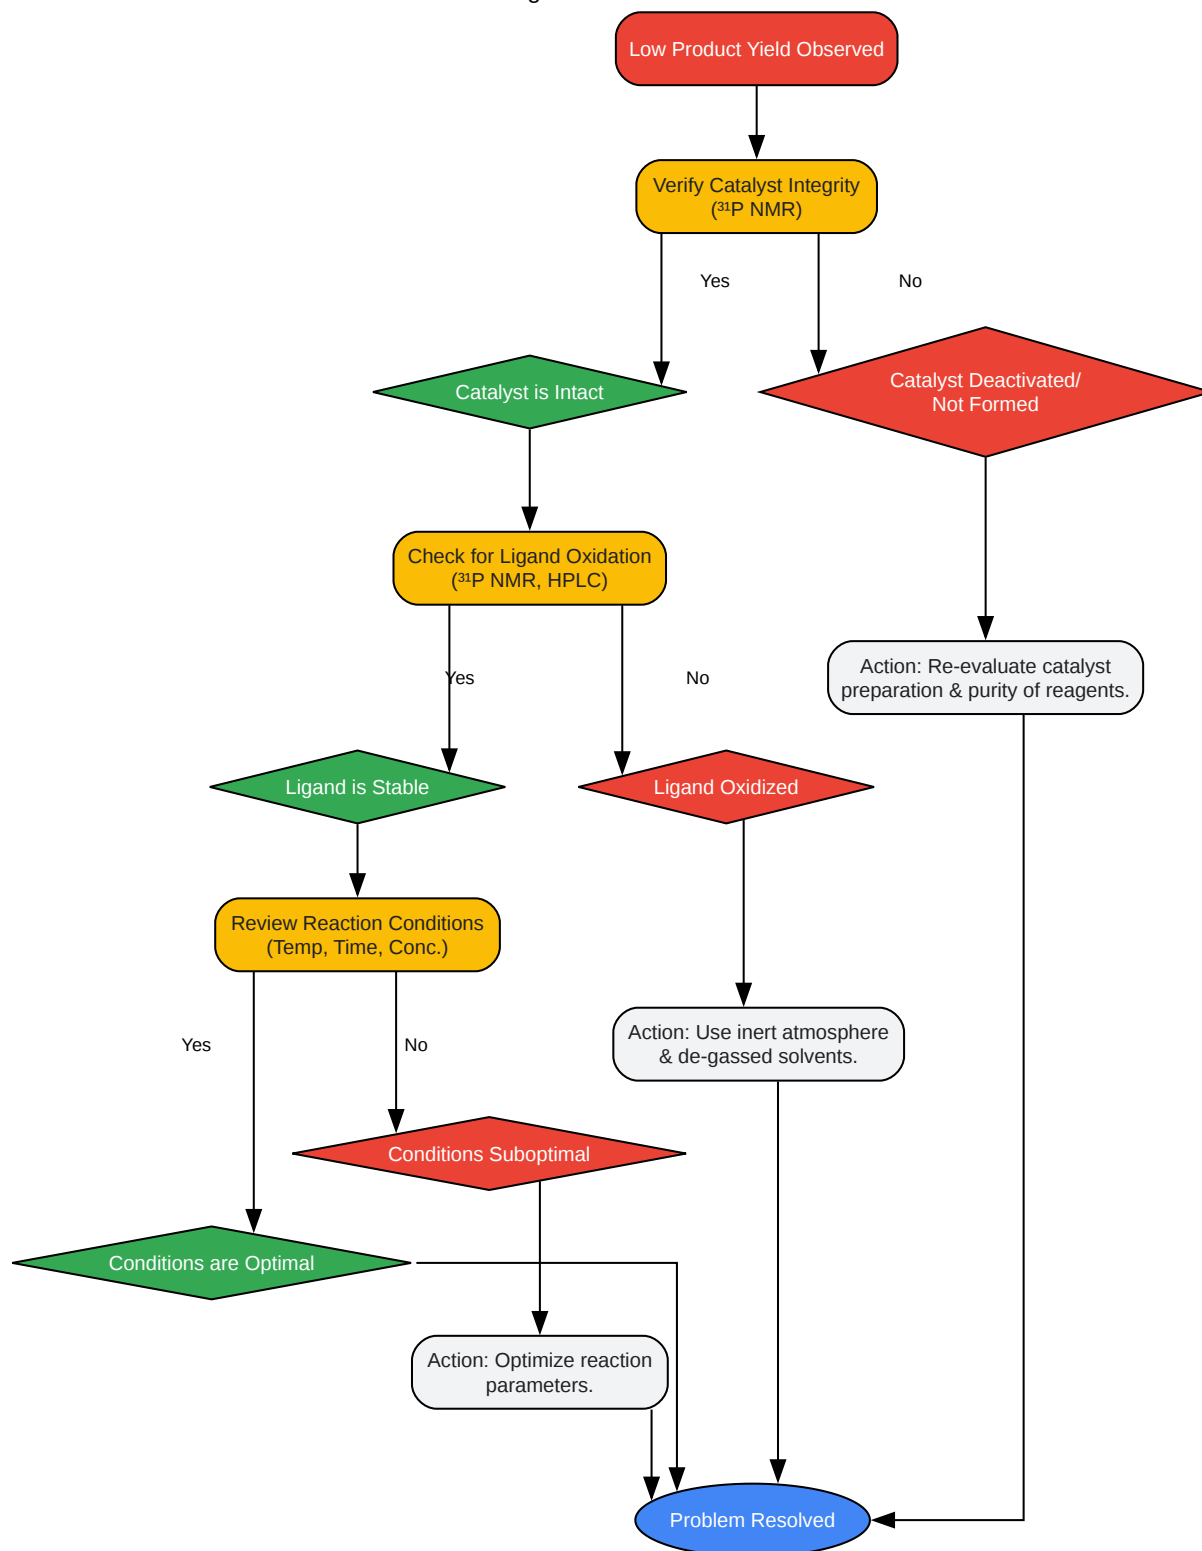 Low Product Yield Observed
Verify Catalyst Integrity
(³¹P NMR)
Yes
No
Catalyst is Intact
Catalyst Deactivated/
Not Formed
Check for Ligand Oxidation
(³¹P NMR, HPLC)
Yes
No
Action: Re-evaluate catalyst
preparation & purity of reagents.
Ligand is Stable
Ligand Oxidized
Review Reaction Conditions
(Temp, Time, Conc.)
Yes
No
Action: Use inert atmosphere
& de-gassed solvents.
Conditions Suboptimal
Conditions are Optimal
Action: Optimize reaction
parameters.
Problem Resolved